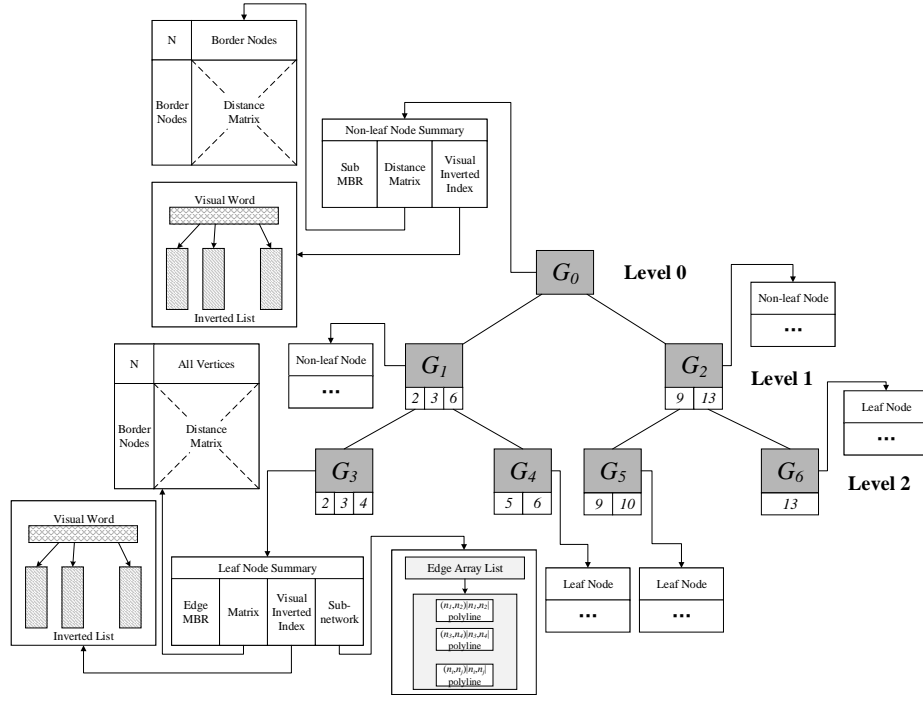 N
Border Nodes
Border
Nodes
Distance
Matrix
Non-leaf Node Summary
Sub
MBR
Distance
Matrix
Visual
Inverted
Index
Visual Word
Inverted List
G0
Level 0
Non-leaf Node
...
N
All Vertices
Border
Nodes
Distance
Matrix
Non-leaf Node
...
G1
2 3 6
G2
9 13
Level 1
Leaf Node
...
G3
2 3 4
G4
5 6
G5
9 10
G6
13
Level 2
Visual Word
Inverted List
Leaf Node Summary
Edge
MBR
Matrix
Visual
Inverted
Index
Sub-
network
Edge Array List
(n1,n2)|n1,n2|
polyline
(n3,n4)|n3,n4|
polyline
(ni,nj)|ni,nj|
polyline
Leaf Node
...
Leaf Node
...